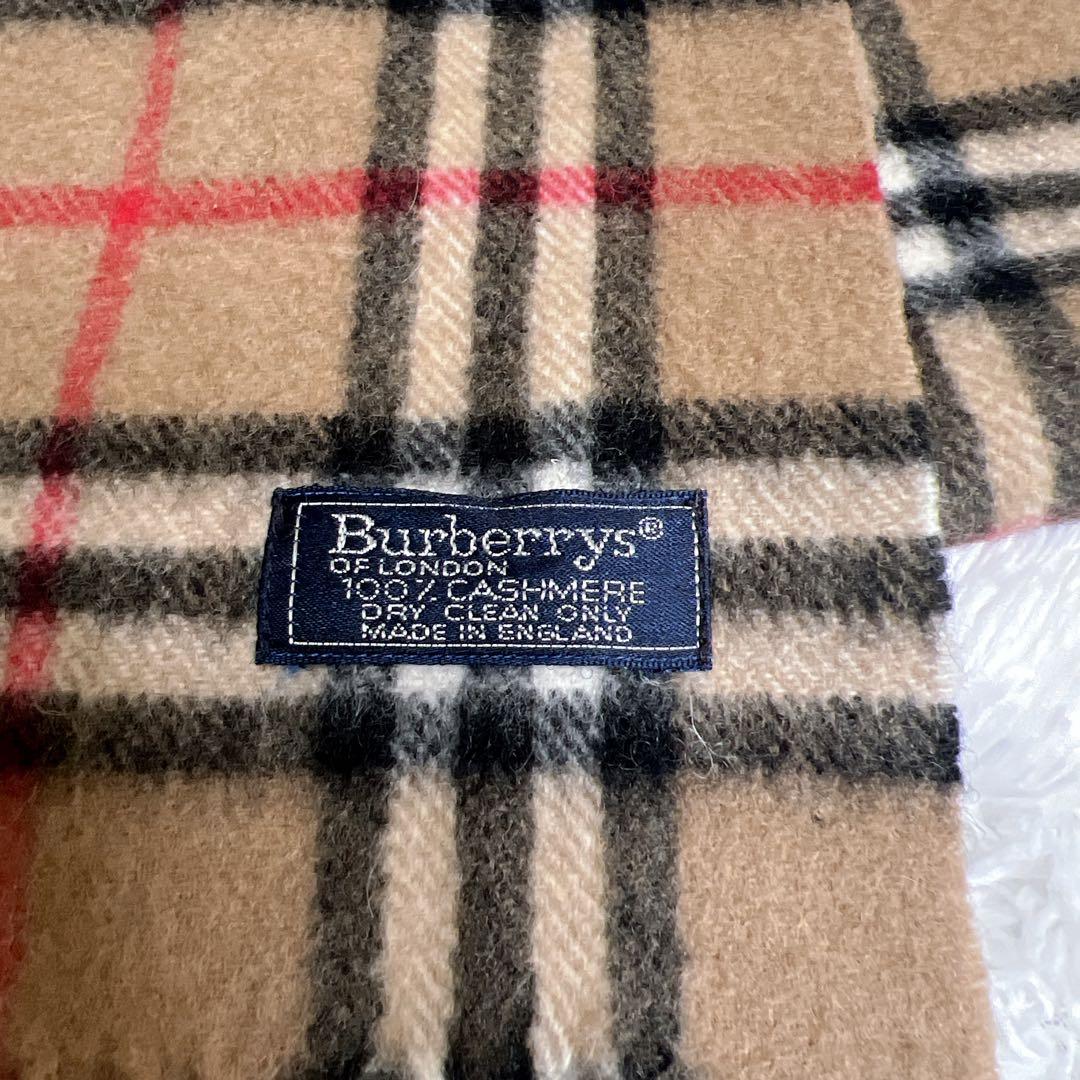 Burberrys®
OF LONDON
100% CASHMERE
DRY CLEAN ONLY
MADE IN ENGLAND